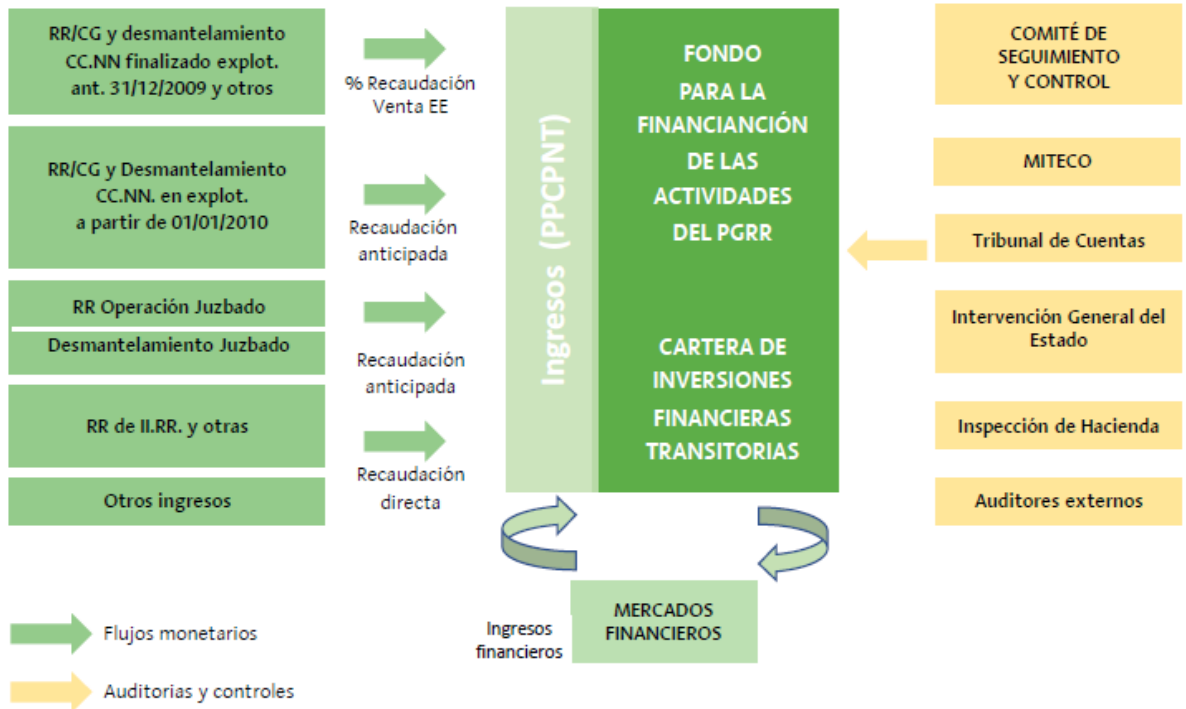 RR/CG y desmantelamiento
CC.NN finalizado explot.
ant. 31/12/2009 y otros
% Recaudación
Venta EE
RR/CG y Desmantelamiento
CC.NN. en explot.
a partir de 01/01/2010
Recaudación
anticipada
RR Operación Juzbado
Desmantelamiento Juzbado
Recaudación
anticipada
RR de II.RR. y otras
Recaudación
directa
Otros ingresos
Ingresos (PPCPNT)
FONDO
PARA LA
FINANCIANCIÓN
DE LAS
ACTIVIDADES
DEL PGRR
CARTERA DE
INVERSIONES
FINANCIERAS
TRANSITORIAS
COMITÉ DE
SEGUIMIENTO
Y CONTROL
MITECO
Tribunal de Cuentas
Intervención General del
Estado
Inspección de Hacienda
Auditores externos
Ingresos
financieros
MERCADOS
FINANCIEROS
Flujos monetarios
Auditorias y controles